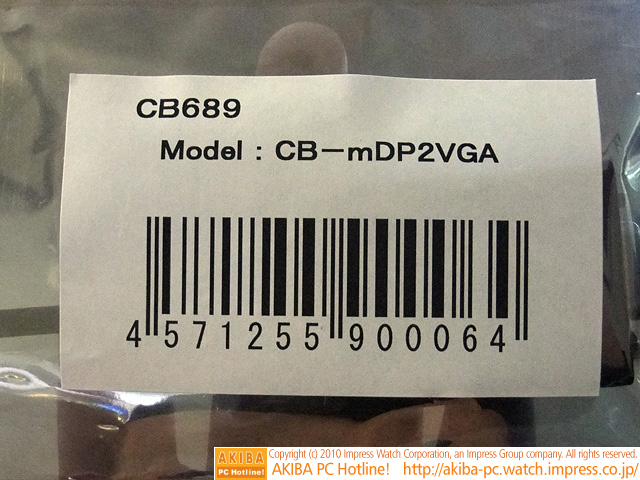 CB689
Model : CB－mDP2VGA
4 571255 900064
AKIBA PC Hotline! Copyright (c) 2010 Impress Watch Corporation, an Impress Group company. All rights reserved.
AKIBA PC Hotline! http://akiba-pc.watch.impress.co.jp/